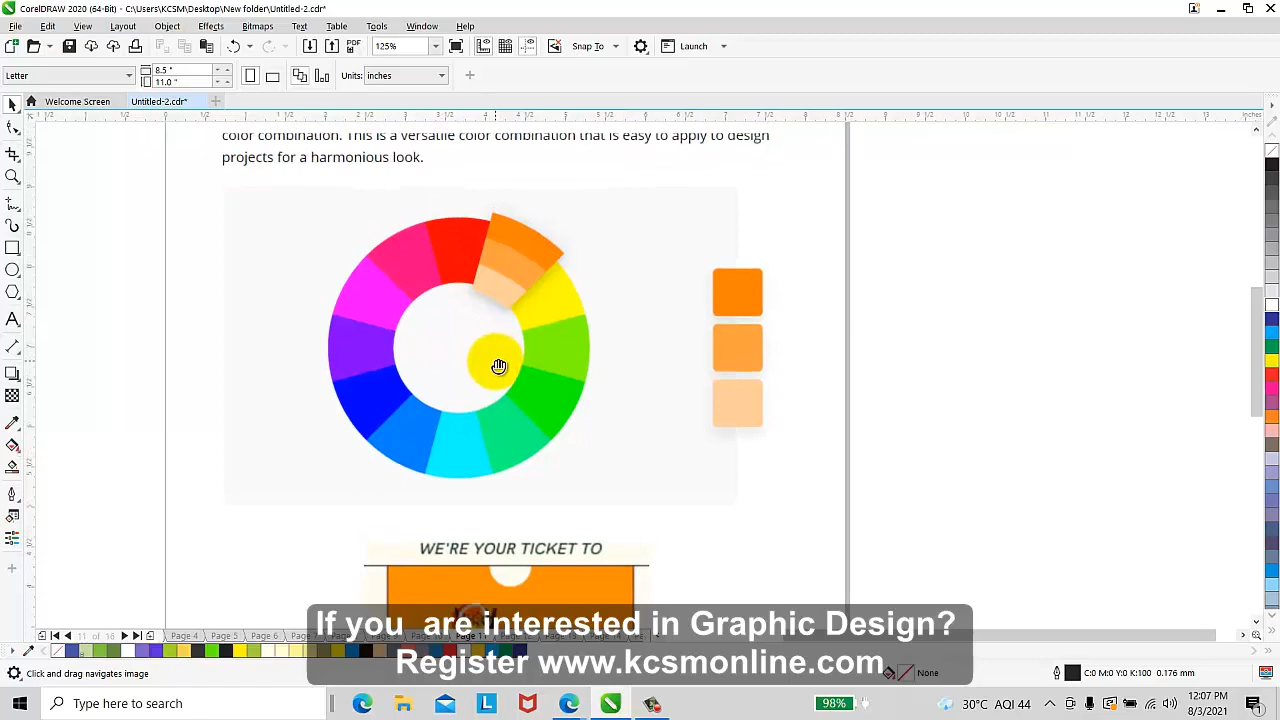 CorelDRAW 2020 (64-Bit) - C:\Users\KCSM\Desktop\New folder\Untitled-2.cdr*
File Edit View Layout Object Effects Bitmaps Text Table Tools Window Help
125% Snap To Launch
Letter 8.5 " 11.0 " Units: inches
Welcome Screen Untitled-2.cdr*
color combination. This is a versatile color combination that is easy to apply to design
projects for a harmonious look.
WE'RE YOUR TICKET TO
If you are interested in Graphic Design?
Register www.kcsmonline.com
11 of 16 Page 4 Page 5 Page 6
Click and drag navigates image None C:0 M:0 Y:0 K:100 0.176 mm
Type here to search 98% 30°C AQI 44 12:07 PM
8/3/2021